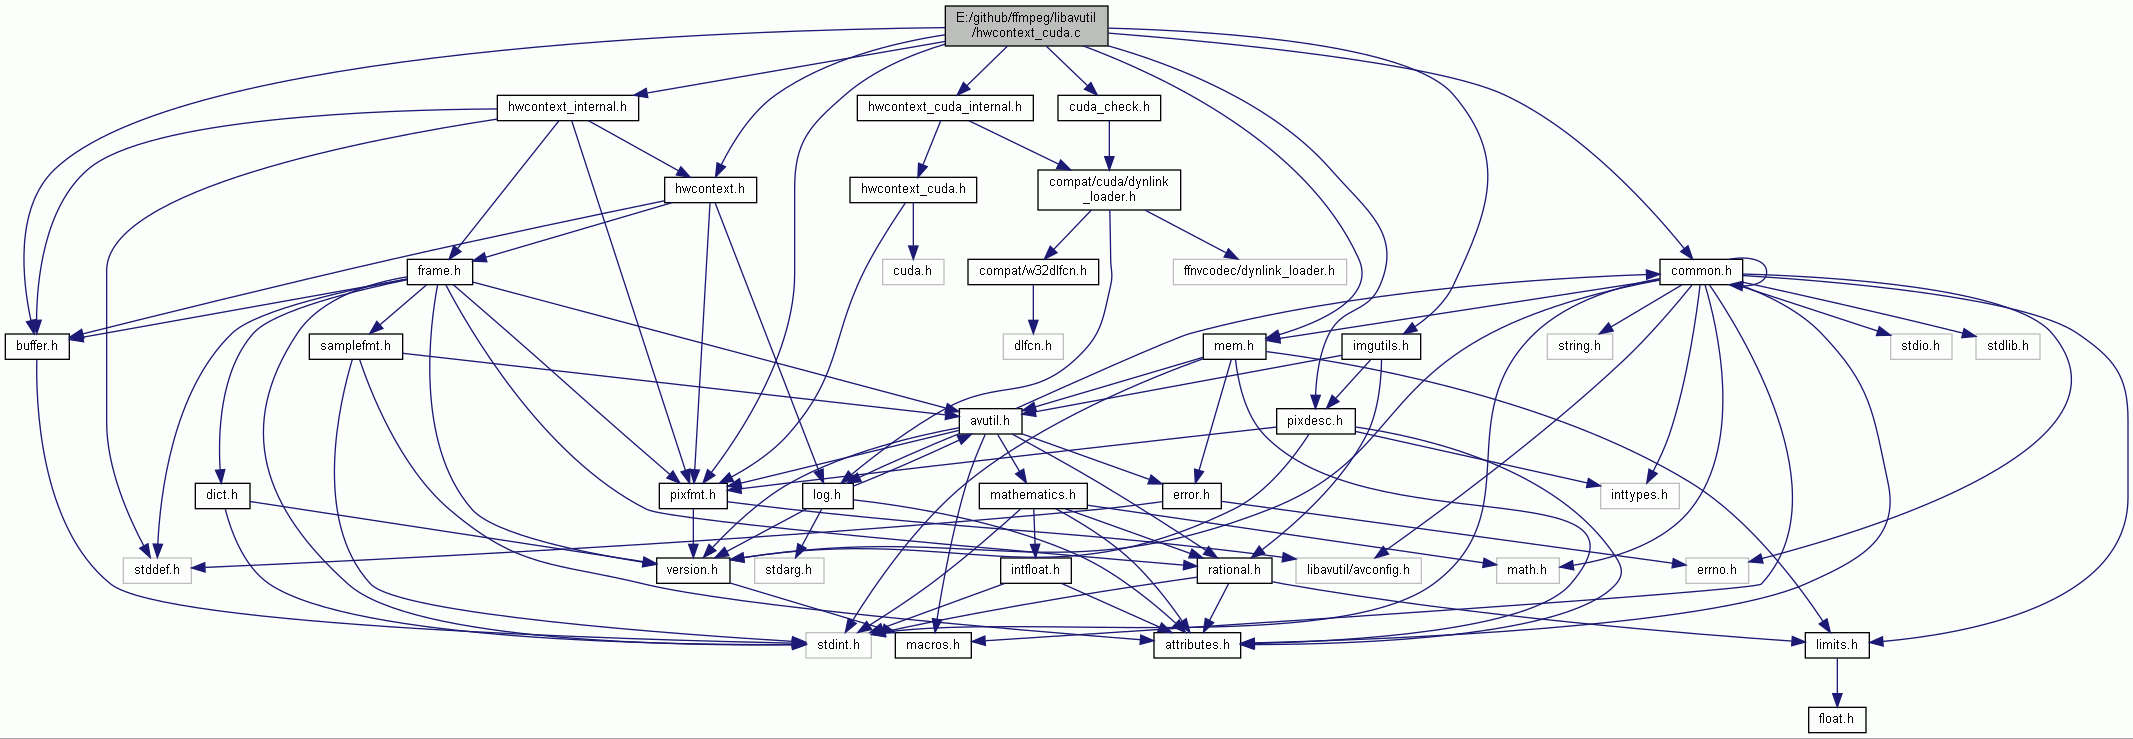 E:/github/ffmpeg/libavutil
/hwcontext_cuda.c
hwcontext_internal.h
hwcontext_cuda_internal.h
cuda_check.h
hwcontext.h
hwcontext_cuda.h
compat/cuda/dynlink
_loader.h
frame.h
cuda.h
compat/w32dlfcn.h
ffnvcodec/dynlink_loader.h
common.h
buffer.h
samplefmt.h
dlfcn.h
mem.h
imgutils.h
string.h
stdio.h
stdlib.h
avutil.h
pixdesc.h
dict.h
pixfmt.h
log.h
mathematics.h
error.h
inttypes.h
stddef.h
version.h
stdarg.h
intfloat.h
rational.h
libavutil/avconfig.h
math.h
errno.h
stdint.h
macros.h
attributes.h
limits.h
float.h